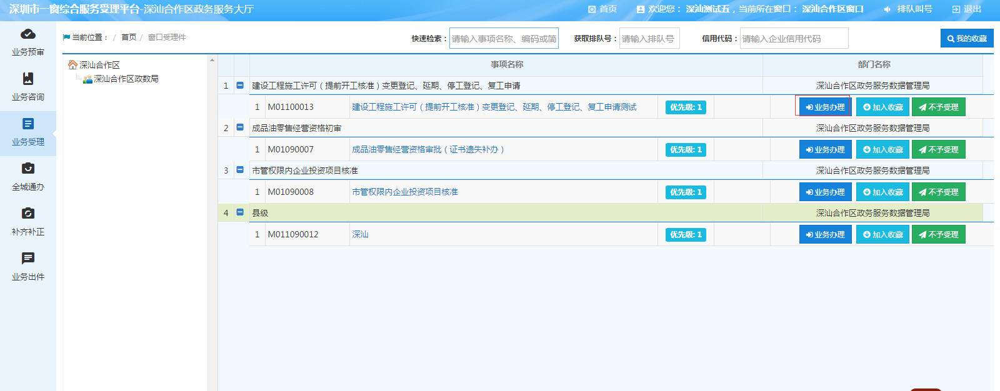 深圳市一窗综合服务受理平台-深汕合作区政务服务大厅 首页 欢迎您： 深汕测试五，当前所在窗口： 深汕合作区窗口 排队叫号 退出
业务预审
业务咨询
业务受理
全城通办
补齐补正
业务出件
当前位置： / 首页 / 窗口受理件 快速检索： 请输入事项名称、编码或简 获取排队号： 请输入排队号 信用代码： 请输入企业信用代码 我的收藏
深汕合作区
深汕合作区政数局
事项名称 部门名称
1 建设工程施工许可（提前开工核准）变更登记、延期、停工登记、复工申请 深汕合作区政务服务数据管理局
1 M01100013 建设工程施工许可（提前开工核准）变更登记、延期、停工登记、复工申请测试 优先级: 1 业务办理 加入收藏 不予受理
2 成品油零售经营资格初审 深汕合作区政务服务数据管理局
1 M01090007 成品油零售经营资格审批（证书遗失补办） 优先级: 1 业务办理 加入收藏 不予受理
3 市管权限内企业投资项目核准 深汕合作区政务服务数据管理局
1 M01090008 市管权限内企业投资项目核准 优先级: 1 业务办理 加入收藏 不予受理
4 县级 深汕合作区政务服务数据管理局
1 M011090012 深汕 优先级: 1 业务办理 加入收藏 不予受理